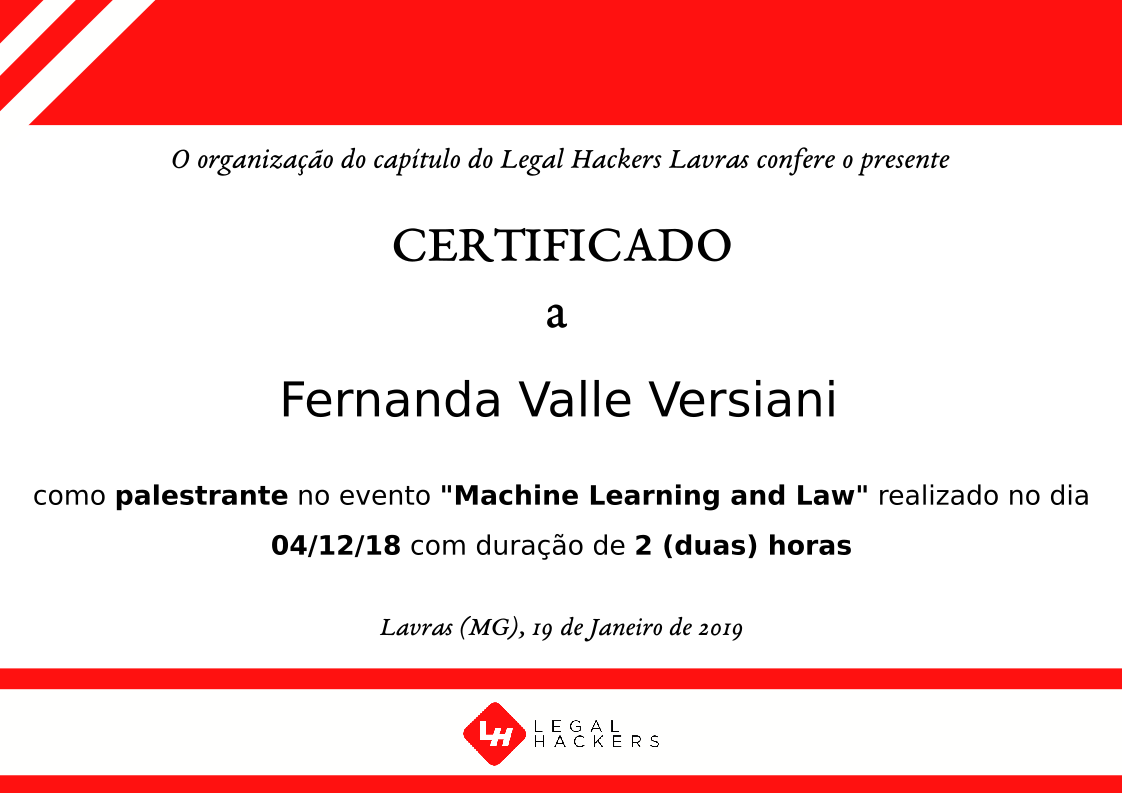 O organização do capítulo do Legal Hackers Lavras confere o presente
CERTIFICADO
a
Fernanda Valle Versiani
como palestrante no evento "Machine Learning and Law" realizado no dia
04/12/18 com duração de 2 (duas) horas
Lavras (MG), 19 de Janeiro de 2019
LH
LEGAL
HACKERS